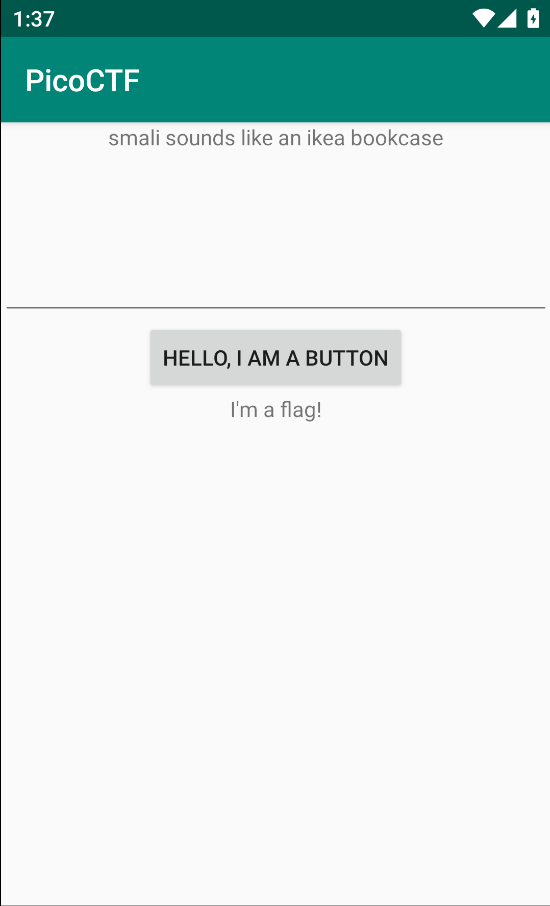 1:37
PicoCTF
smali sounds like an ikea bookcase
HELLO, I AM A BUTTON
I'm a flag!